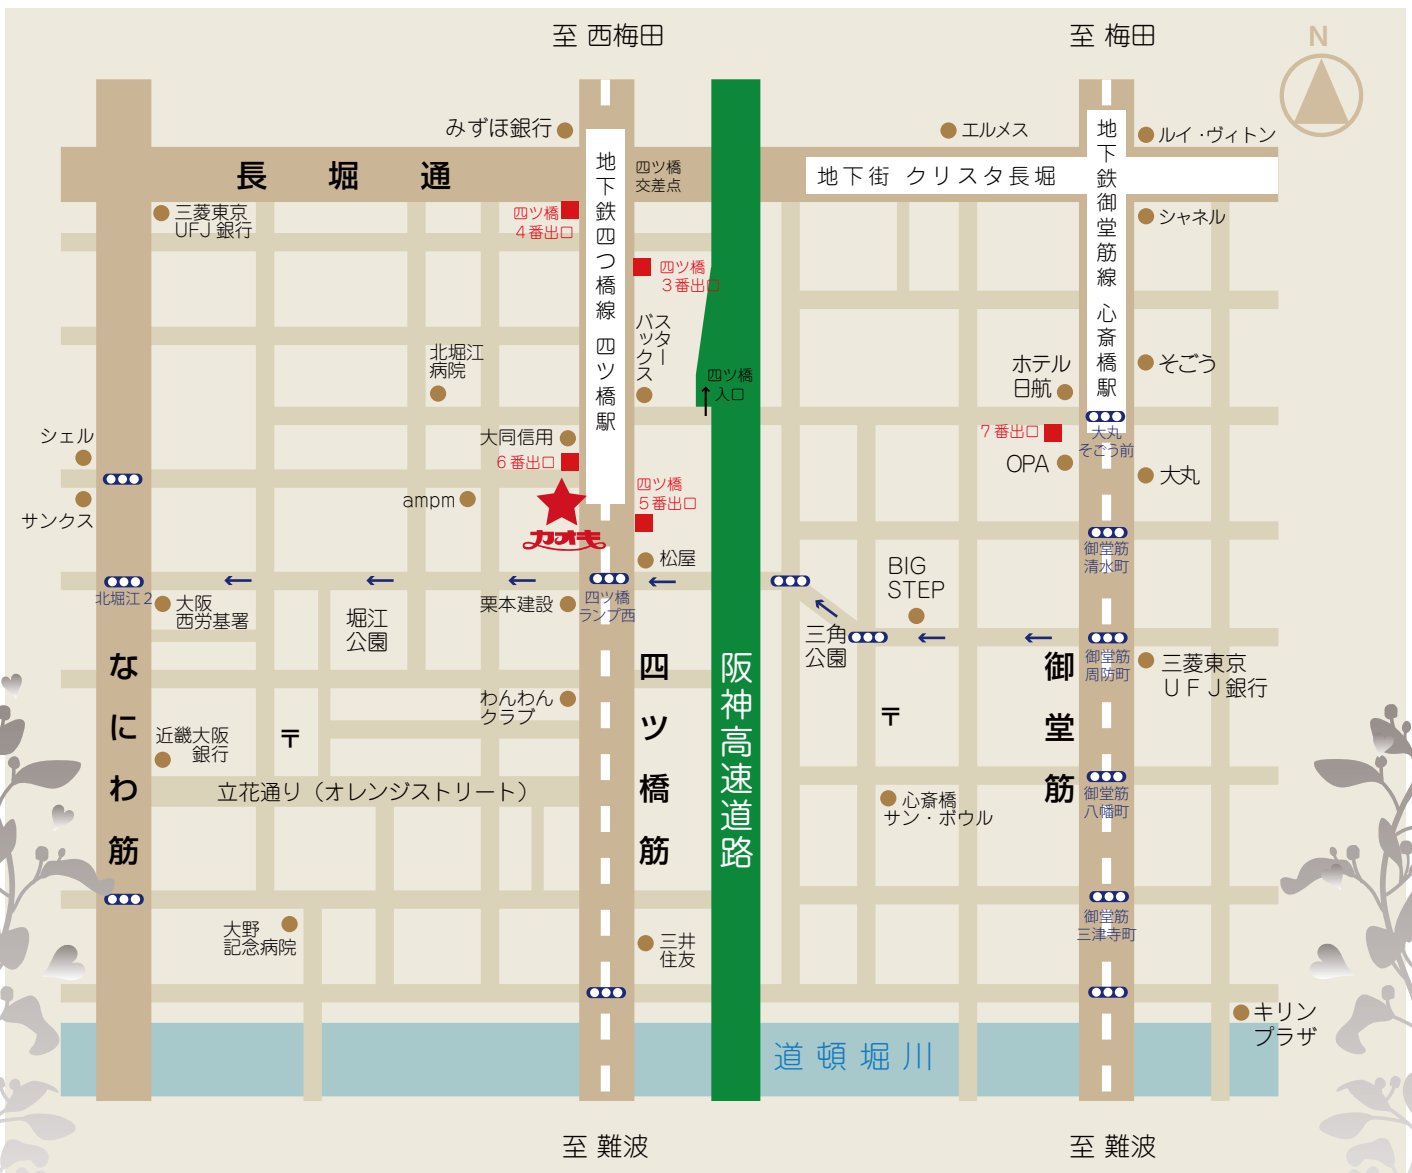 至 西梅田
至 梅田
N
みずほ銀行
エルメス
ルイ・ヴィトン
長堀通
四ツ橋
交差点
地下街 クリスタ長堀
地下鉄四つ橋線 四ツ橋駅
地下鉄御堂筋線 心斎橋駅
三菱東京
UFJ 銀行
四ツ橋
4番出口
シャネル
四ツ橋
3番出口
スター
バックス
北堀江
病院
四ツ橋
入口
ホテル
日航
そごう
シェル
大同信用
7番出口
大丸
そごう前
6番出口
OPA
大丸
四ツ橋
5番出口
ampm
サンクス
カオキ
御堂筋
清水町
松屋
BIG
STEP
北堀江2
大阪
西労基署
堀江
公園
栗本建設
四ツ橋
ランプ西
三角
公園
御堂筋
周防町
三菱東京
UFJ銀行
なにわ筋
四ツ橋筋
阪神高速道路
御堂筋
わんわん
クラブ
〒
〒
近畿大阪
銀行
立花通り（オレンジストリート）
心斎橋
サン・ボウル
御堂筋
八幡町
大野
記念病院
三井
住友
御堂筋
三津寺町
キリン
プラザ
道頓堀川
至 難波
至 難波